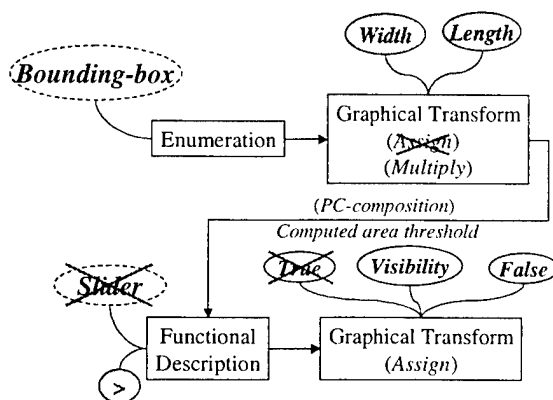 Width
Length
Bounding-box
Graphical Transform
Enumeration
(Assign)
(Multiply)
(PC-composition)
Computed area threshold
True
Visibility
False
Slider
Functional
Description
Graphical Transform
(Assign)
>